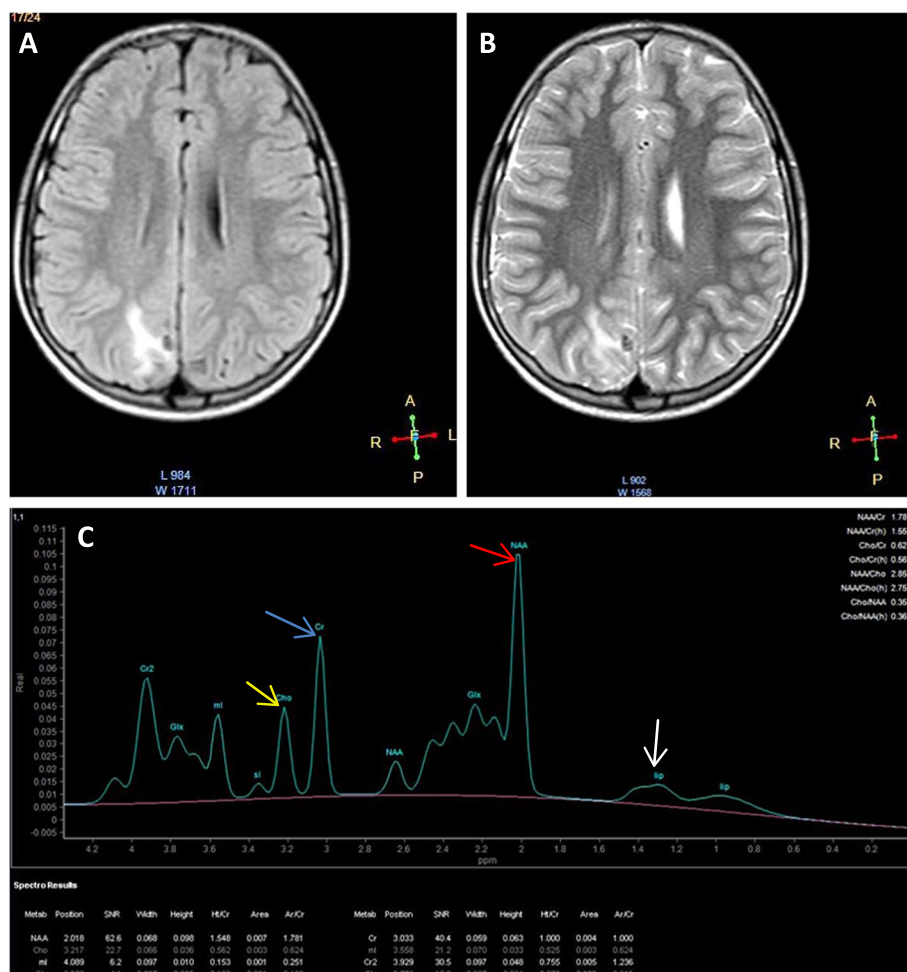 17/24
A
A
R
L
F
P
L 984
W 1711
B
A
R
F
P
L 902
W 1568
1,1
C
NAA/Cr 1.78
NAA/Cr(h) 1.55
Cho/Cr 0.62
Cho/Cr(h) 0.56
NAA/Cho 2.85
NAA/Cho(h) 2.75
Cho/NAA 0.35
Cho/NAA(h) 0.36
0.115
0.11
0.105
0.1
0.095
0.09
0.085
0.08
0.075
0.07
0.065
0.06
0.055
0.05
0.045
0.04
0.035
0.03
0.025
0.02
0.015
0.01
0.005
0
-0.005
Real
Cr2
Glx
mI
sI
Cho
Cr
NAA
Glx
NAA
lip
lip
4.2 4 3.8 3.6 3.4 3.2 3 2.8 2.6 2.4 2.2 2 1.8 1.6 1.4 1.2 1 0.8 0.6 0.4 0.2
ppm
Spectro Results
Metab Position SNR Width Height Ht/Cr Area Ar/Cr Metab Position SNR Width Height Ht/Cr Area Ar/Cr
NAA 2.018 62.6 0.068 0.098 1.548 0.007 1.781 Cr 3.033 40.4 0.059 0.063 1.000 0.004 1.000
Cho 3.217 22.7 0.066 0.036 0.562 0.003 0.624 mI 3.558 21.2 0.070 0.033 0.525 0.003 0.624
mI 4.089 6.2 0.097 0.010 0.153 0.001 0.251 Cr2 3.929 30.5 0.097 0.048 0.755 0.005 1.236